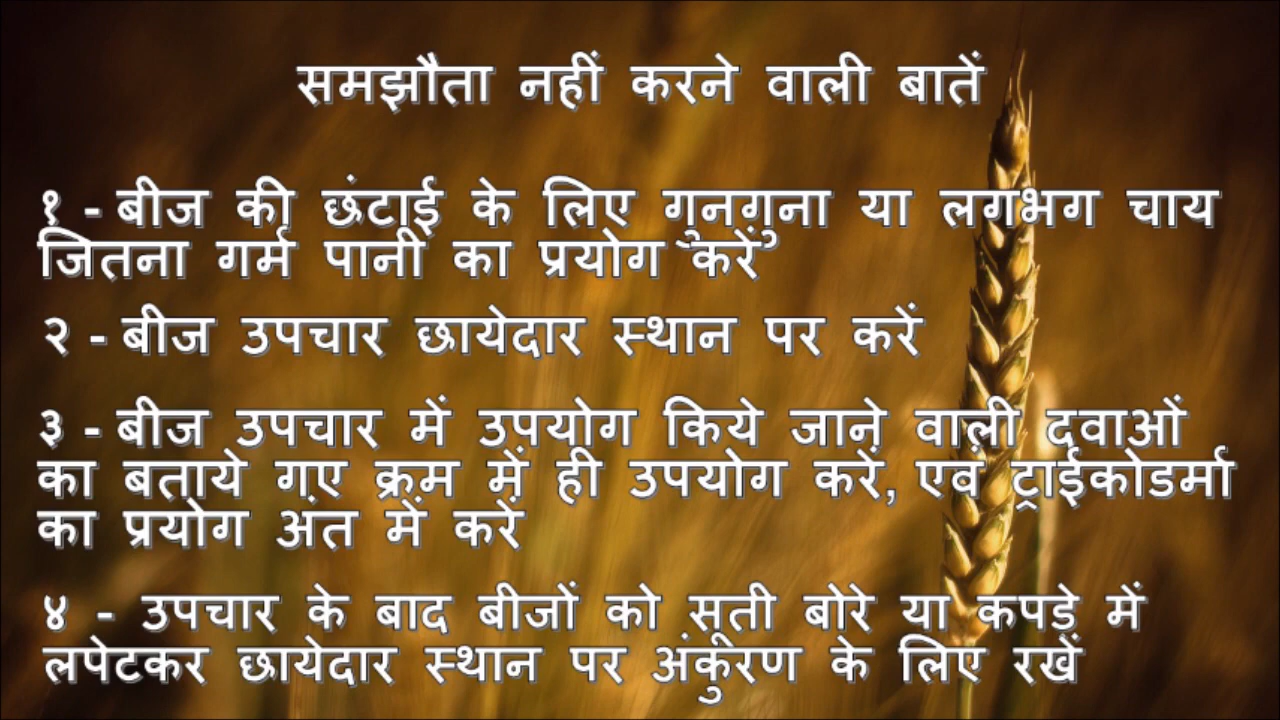 समझौता नहीं करने वाली बातें
१ - बीज की छंटाई के लिए गुनगुना या लगभग चाय
जितना गर्म पानी का प्रयोग करें
२ - बीज उपचार छायेदार स्थान पर करें
३ - बीज उपचार में उपयोग किये जाने वाली दवाओं
का बताये गए क्रम में ही उपयोग करें, एवं ट्राईकोडर्मा
का प्रयोग अंत में करें
४ - उपचार के बाद बीजों को सूती बोरे या कपड़े में
लपेटकर छायेदार स्थान पर अंकुरण के लिए रखें